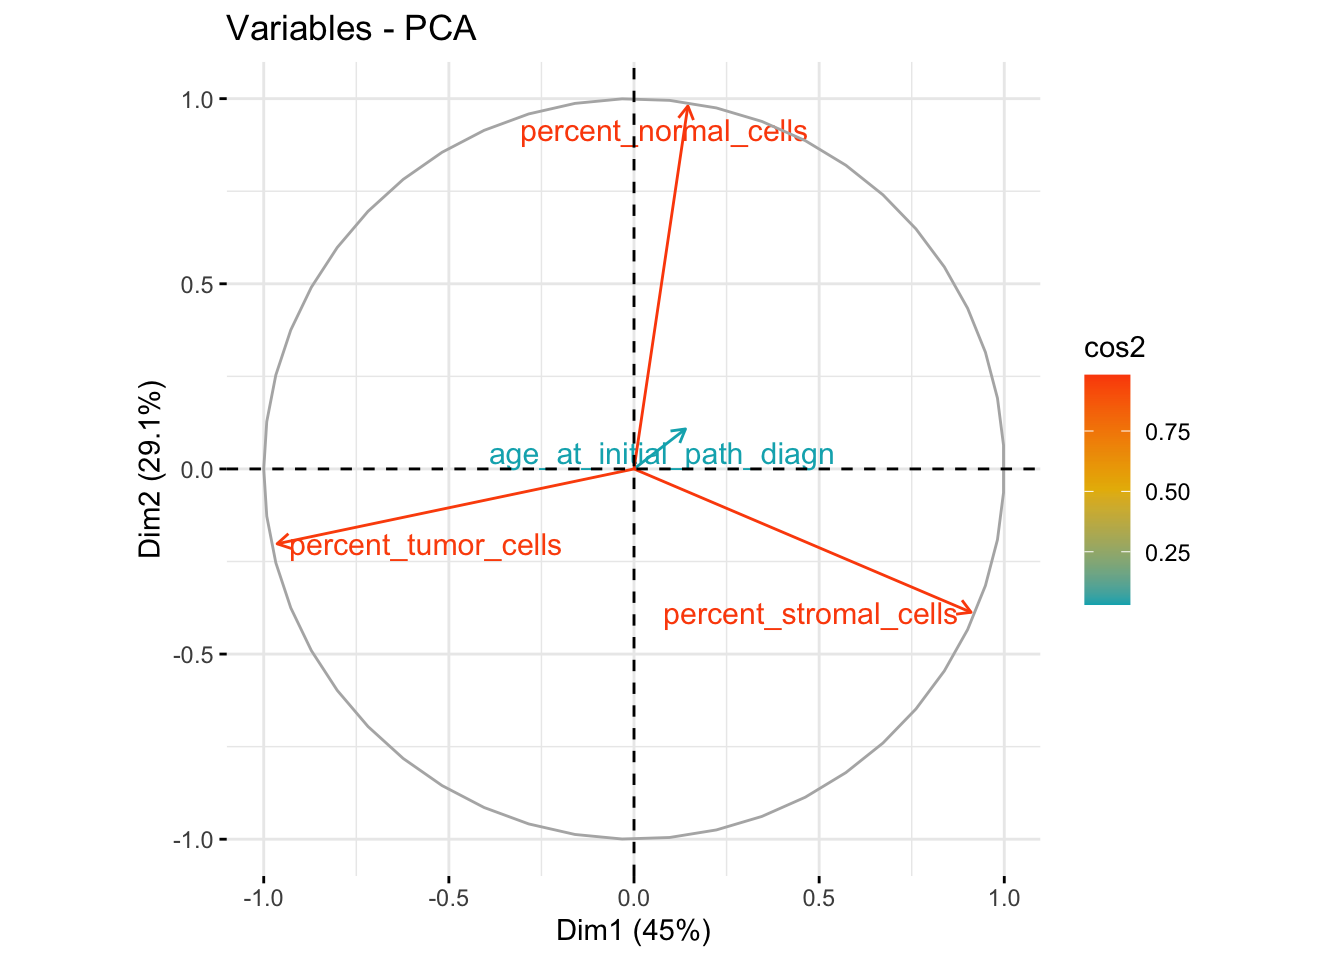 Variables - PCA
1.0
percent_normal_cells
0.5
cos2
0.75
age_at_initial_path_diagn
0.0
0.50
Dim2 (29.1%)
percent_tumor_cells
0.25
percent_stromal_cells
-0.5
-1.0
-1.0 -0.5 0.0 0.5 1.0
Dim1 (45%)